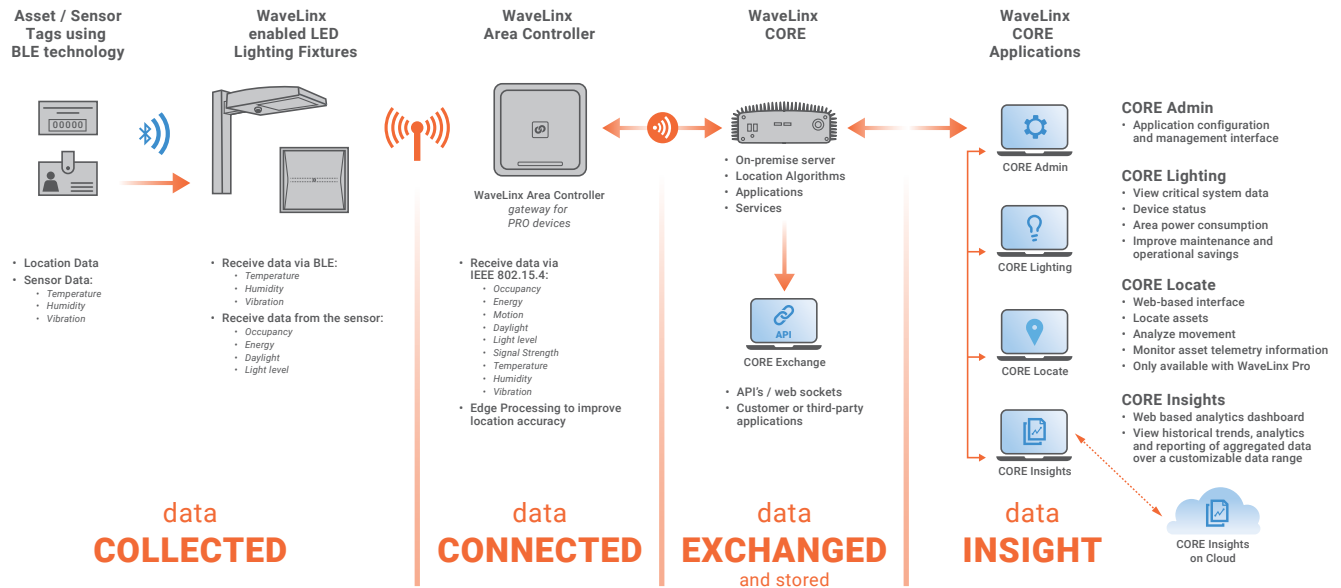 Asset / Sensor
Tags using
BLE technology
00000
Location Data
Sensor Data:
Temperature
Humidity
Vibration
WaveLinx
enabled LED
Lighting Fixtures
Receive data via BLE:
Temperature
Humidity
Vibration
Receive data from the sensor:
Occupancy
Energy
Daylight
Light level
data
COLLECTED
WaveLinx
Area Controller
WaveLinx Area Controller
gateway for
PRO devices
Receive data via
IEEE 802.15.4:
Occupancy
Energy
Motion
Daylight
Light level
Signal Strength
Temperature
Humidity
Vibration
Edge Processing to improve
location accuracy
data
CONNECTED
WaveLinx
CORE
On-premise server
Location Algorithms
Applications
Services
API
CORE Exchange
API's / web sockets
Customer or third-party
applications
data
EXCHANGED
and stored
WaveLinx
CORE
Applications
CORE Admin
CORE Lighting
CORE Locate
CORE Insights
CORE Admin
Application configuration
and management interface
CORE Lighting
View critical system data
Device status
Area power consumption
Improve maintenance and
operational savings
CORE Locate
Web-based interface
Locate assets
Analyze movement
Monitor asset telemetry information
Only available with WaveLinx Pro
CORE Insights
Web based analytics dashboard
View historical trends, analytics
and reporting of aggregated data
over a customizable data range
data
INSIGHT
CORE Insights
on Cloud